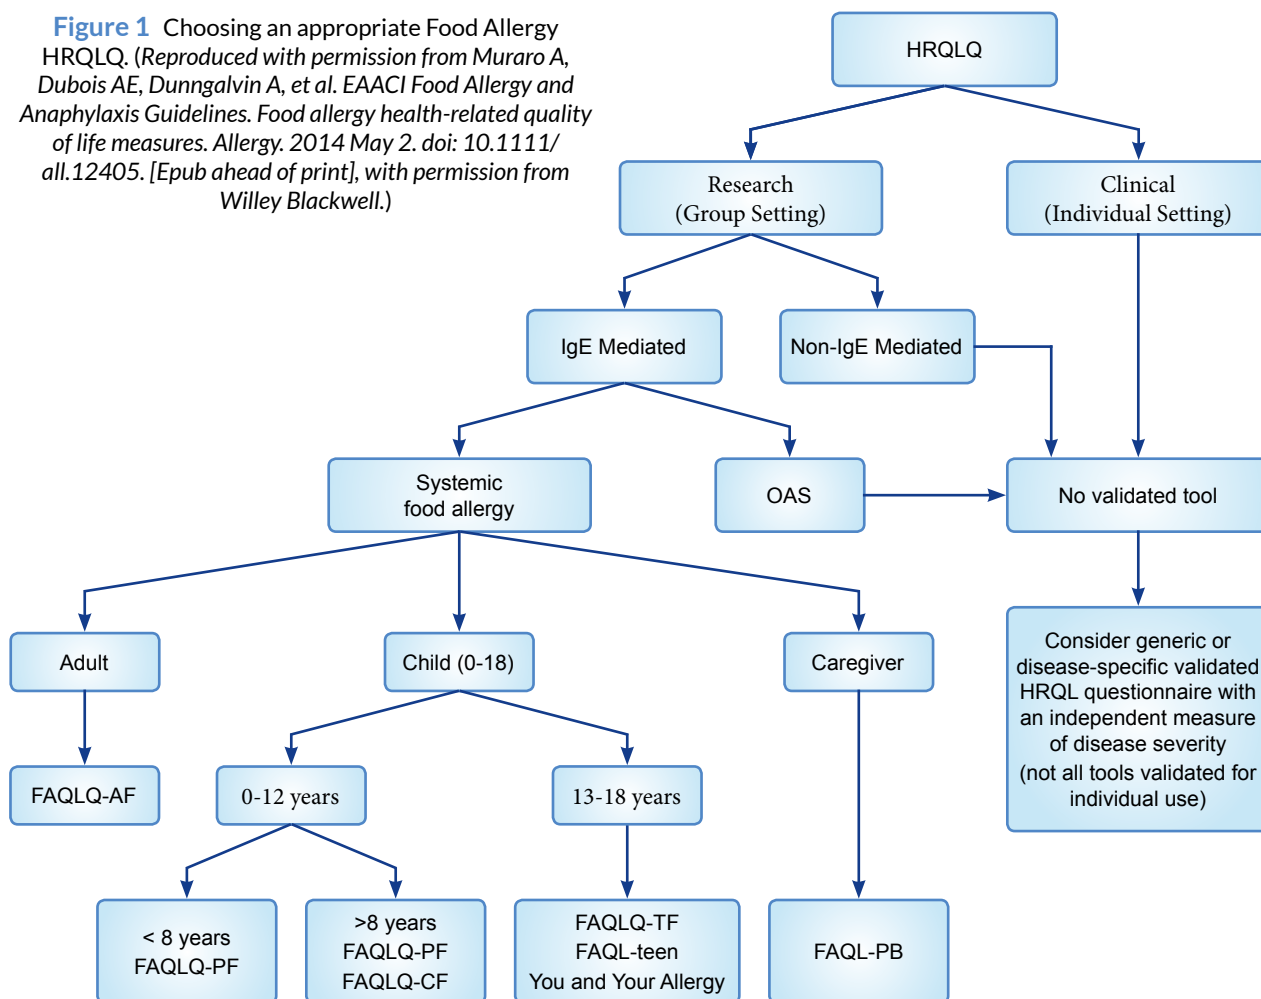 Figure 1 Choosing an appropriate Food Allergy
HRQLQ. (Reproduced with permission from Muraro A,
Dubois AE, Dunngalvin A, et al. EAACI Food Allergy and
Anaphylaxis Guidelines. Food allergy health-related quality
of life measures. Allergy. 2014 May 2. doi: 10.1111/
all.12405. [Epub ahead of print], with permission from
Willey Blackwell.)
HRQLQ
Research
(Group Setting)
Clinical
(Individual Setting)
IgE Mediated
Non-IgE Mediated
Systemic
food allergy
OAS
No validated tool
Adult
Child (0-18)
Caregiver
Consider generic or
disease-specific validated
HRQL questionnaire with
an independent measure
of disease severity
(not all tools validated for
individual use)
FAQLQ-AF
0-12 years
13-18 years
< 8 years
FAQLQ-PF
>8 years
FAQLQ-PF
FAQLQ-CF
FAQLQ-TF
FAQL-teen
You and Your Allergy
FAQL-PB